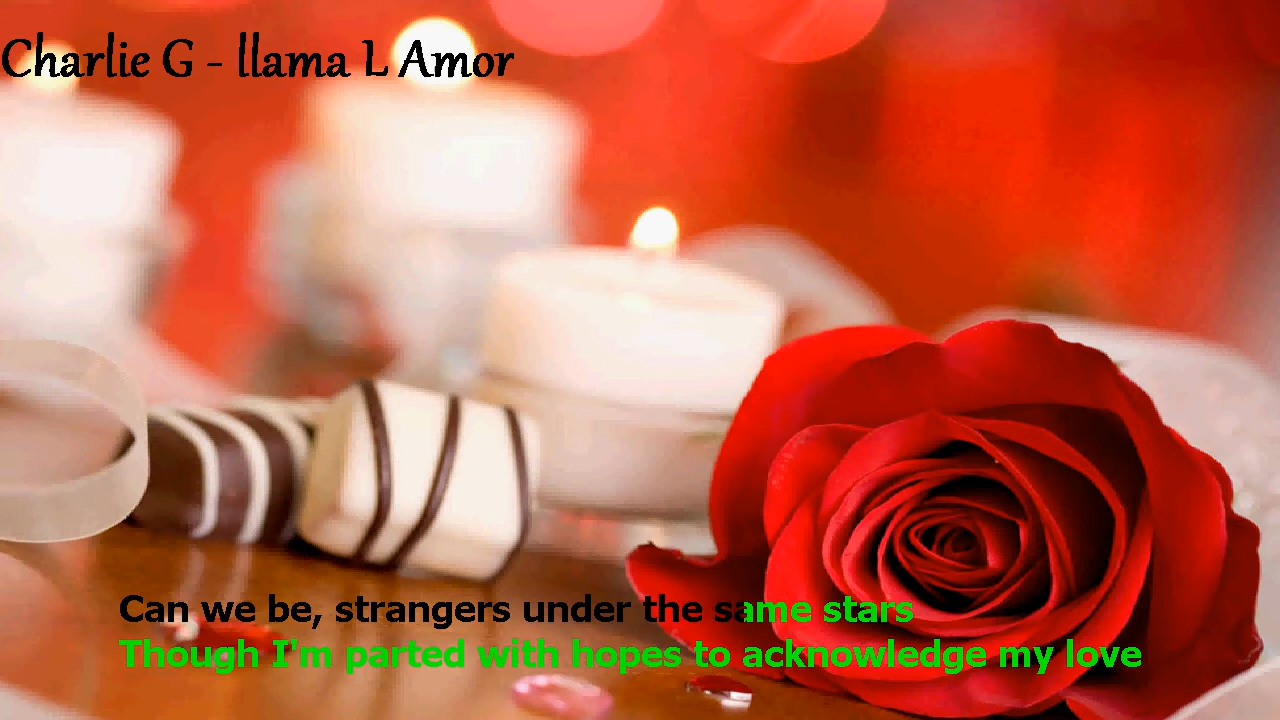 Charlie G - llama L Amor
Can we be, strangers under the same stars
Though I'm parted with hopes to acknowledge my love